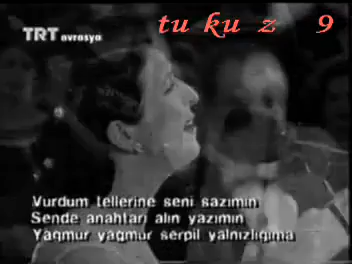 tu ku z 9
TRT avrasya
Vurdum tellerine seni sazımın
Sende anahtarı alın yazımın
Yağmur yağmur serpil yalnızlığıma